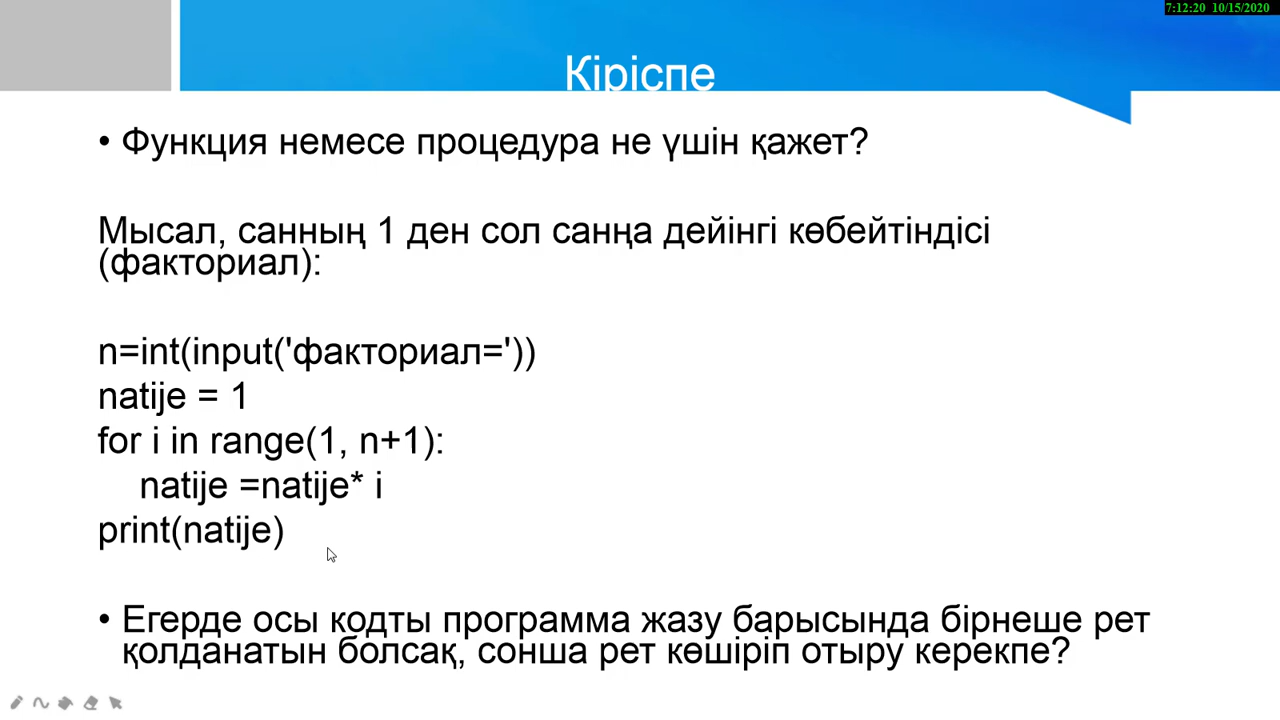 7:12:20 10/15/2020
Кіріспе
• Функция немесе процедура не үшін қажет?
Мысал, санның 1 ден сол санңа дейінгі көбейтіндісі
(факториал):
n=int(input('факториал='))
natije = 1
for i in range(1, n+1):
    natije =natije* i
print(natije)
• Егерде осы кодты программа жазу барысында бірнеше рет
қолданатын болсақ, сонша рет көшіріп отыру керекпе?